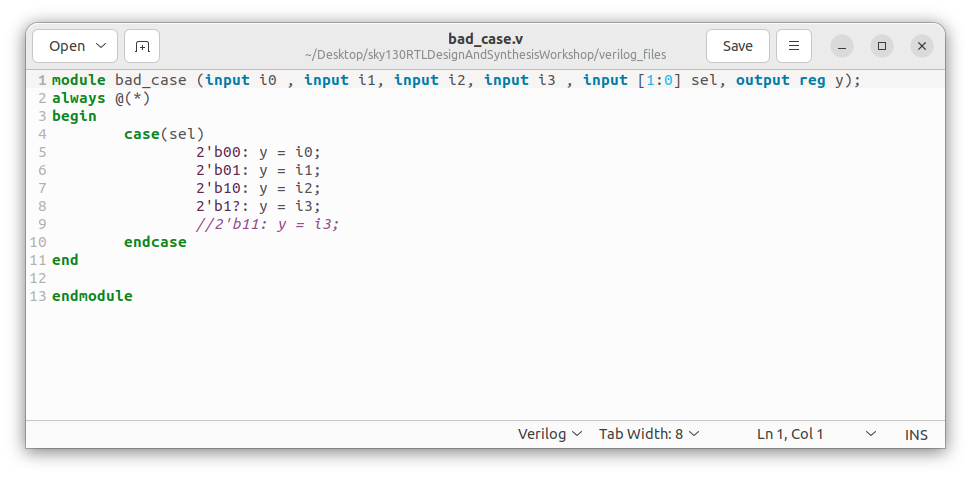 Open
bad_case.v
~/Desktop/sky130RTLDesignAndSynthesisWorkshop/verilog_files
Save
1 module bad_case (input i0 , input i1, input i2, input i3 , input [1:0] sel, output reg y);
2 always @(*)
3 begin
4         case(sel)
5                 2'b00: y = i0;
6                 2'b01: y = i1;
7                 2'b10: y = i2;
8                 2'b1?: y = i3;
9                 //2'b11: y = i3;
10         endcase
11 end
12
13 endmodule
Verilog Tab Width: 8 Ln 1, Col 1 INS